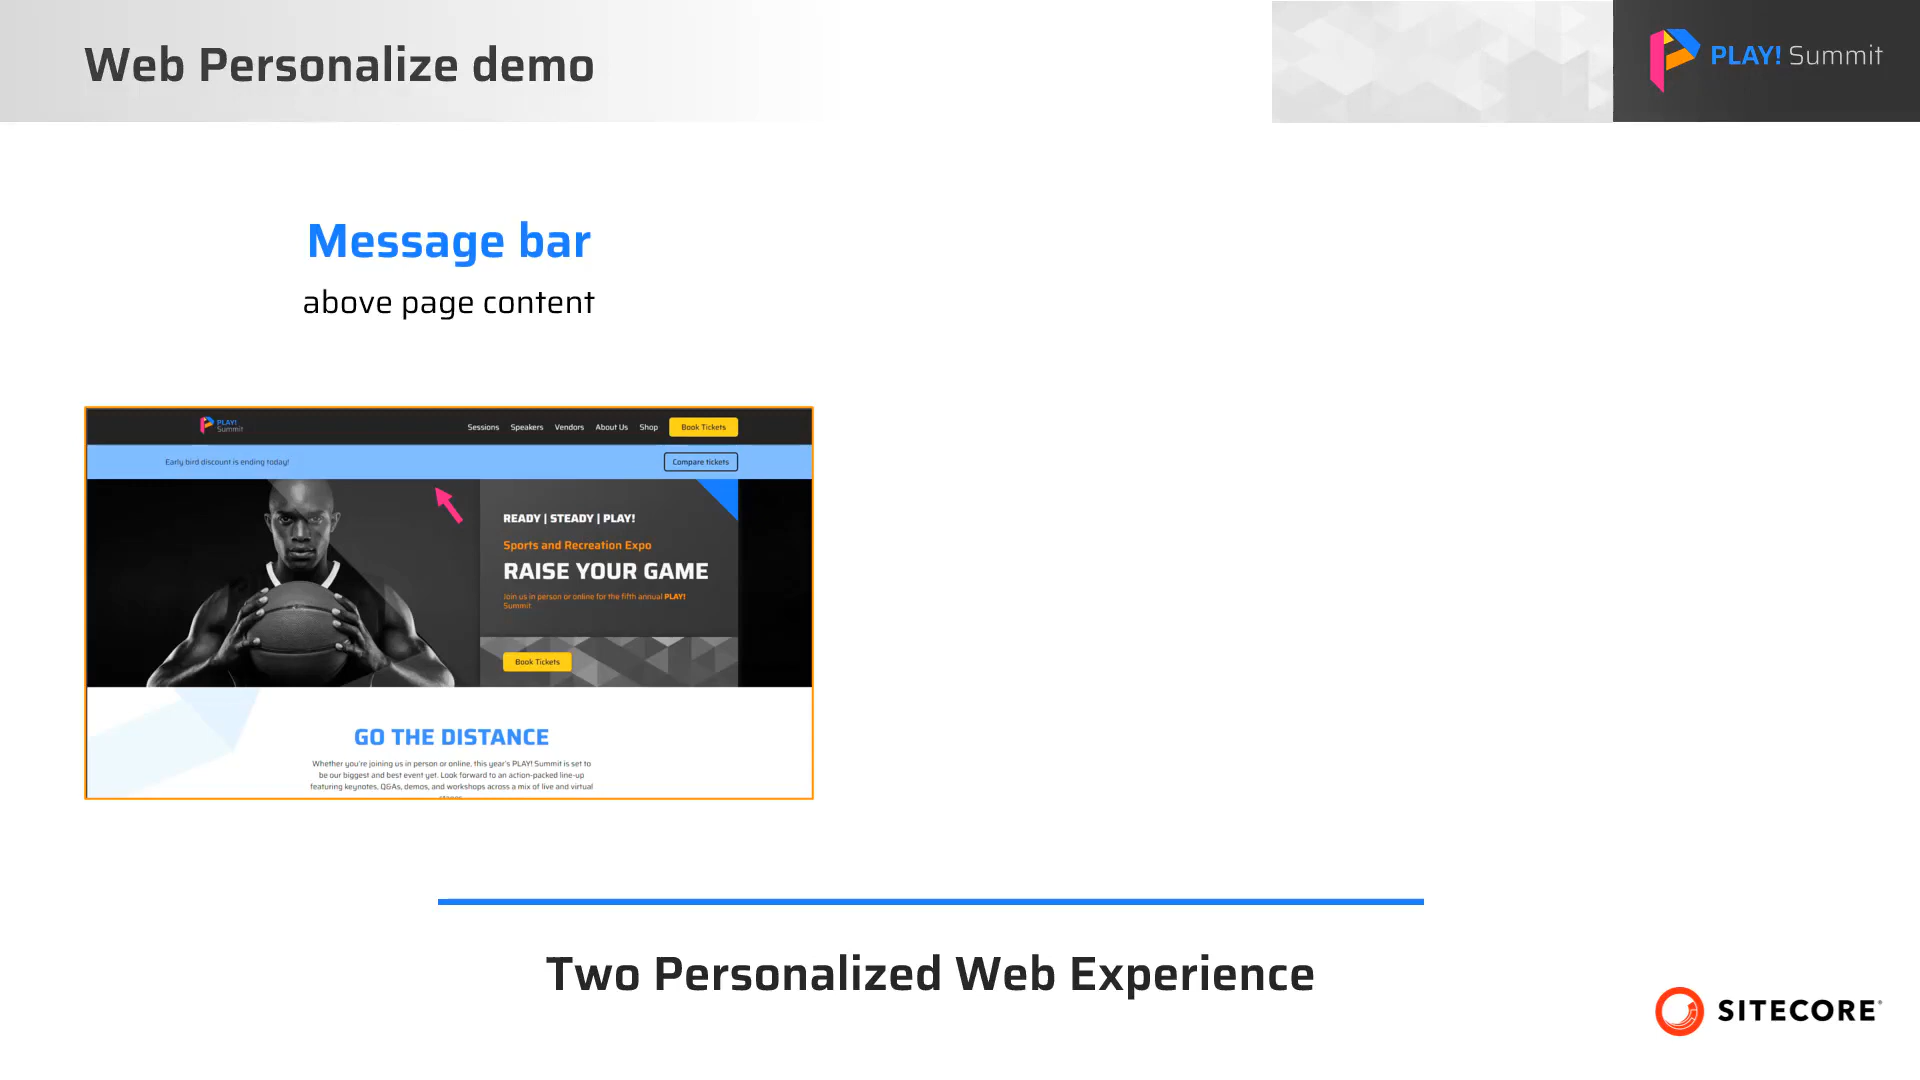 Web Personalize demo
PLAY! Summit
Message bar
above page content
PLAY!
Summit
Sessions Speakers Vendors About Us Shop Book Tickets
Early bird discount is ending today!
Compare tickets
READY | STEADY | PLAY!
Sports and Recreation Expo
RAISE YOUR GAME
Join us in person or online for the fifth annual PLAY!
Summit
Book Tickets
GO THE DISTANCE
Whether you're joining us in person or online, this year's PLAY! Summit is set to
be our biggest and best event yet. Look forward to an action-packed line-up
featuring keynotes, Q&As, demos, and workshops across a mix of live and virtual
Two Personalized Web Experience
SITECORE